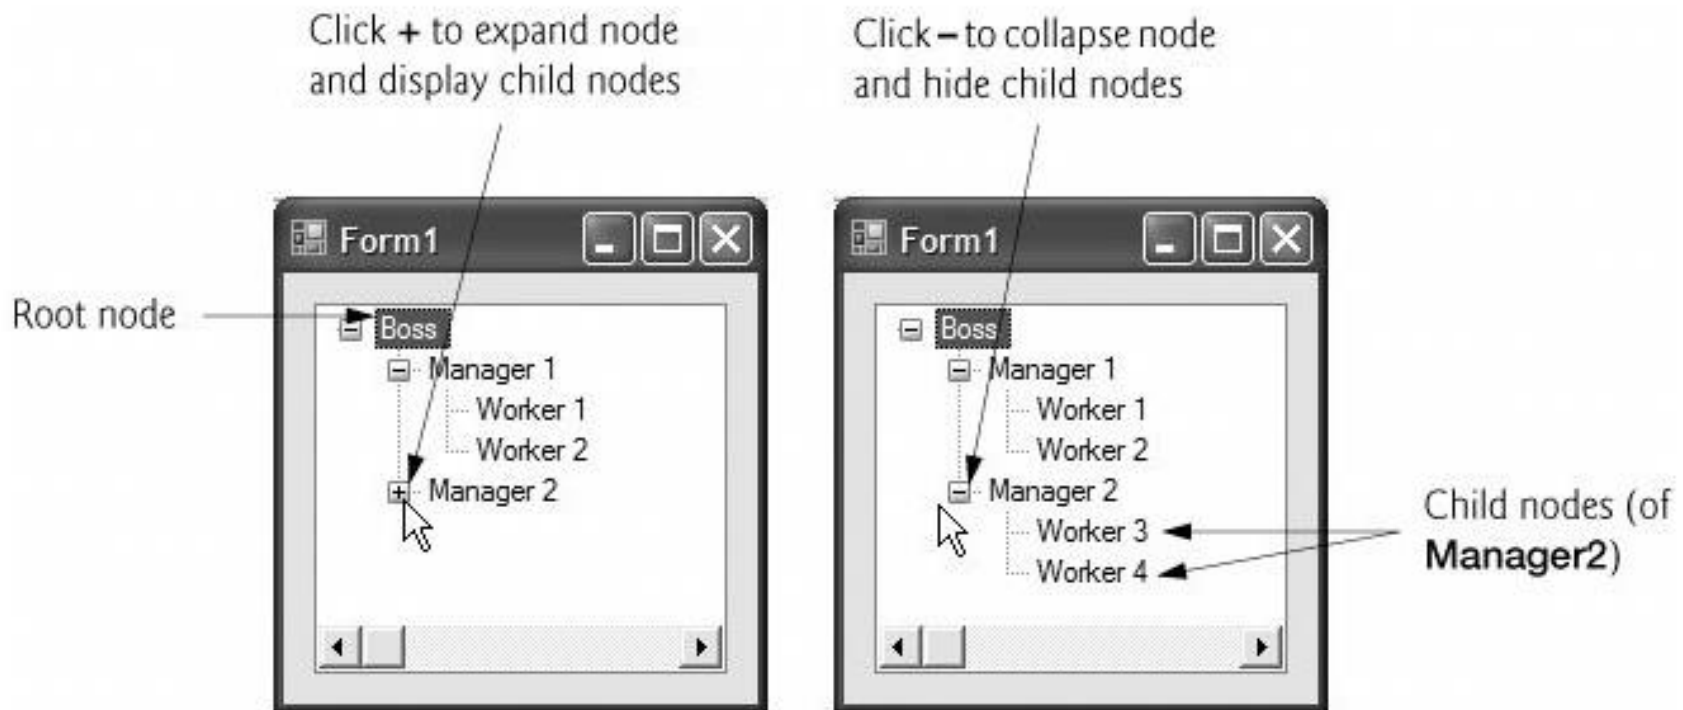 Click + to expand node
and display child nodes
Click – to collapse node
and hide child nodes
Form1
Root node
Boss
Manager 1
Worker 1
Worker 2
Manager 2
Form1
Boss
Manager 1
Worker 1
Worker 2
Manager 2
Worker 3
Worker 4
Child nodes (of
Manager2)